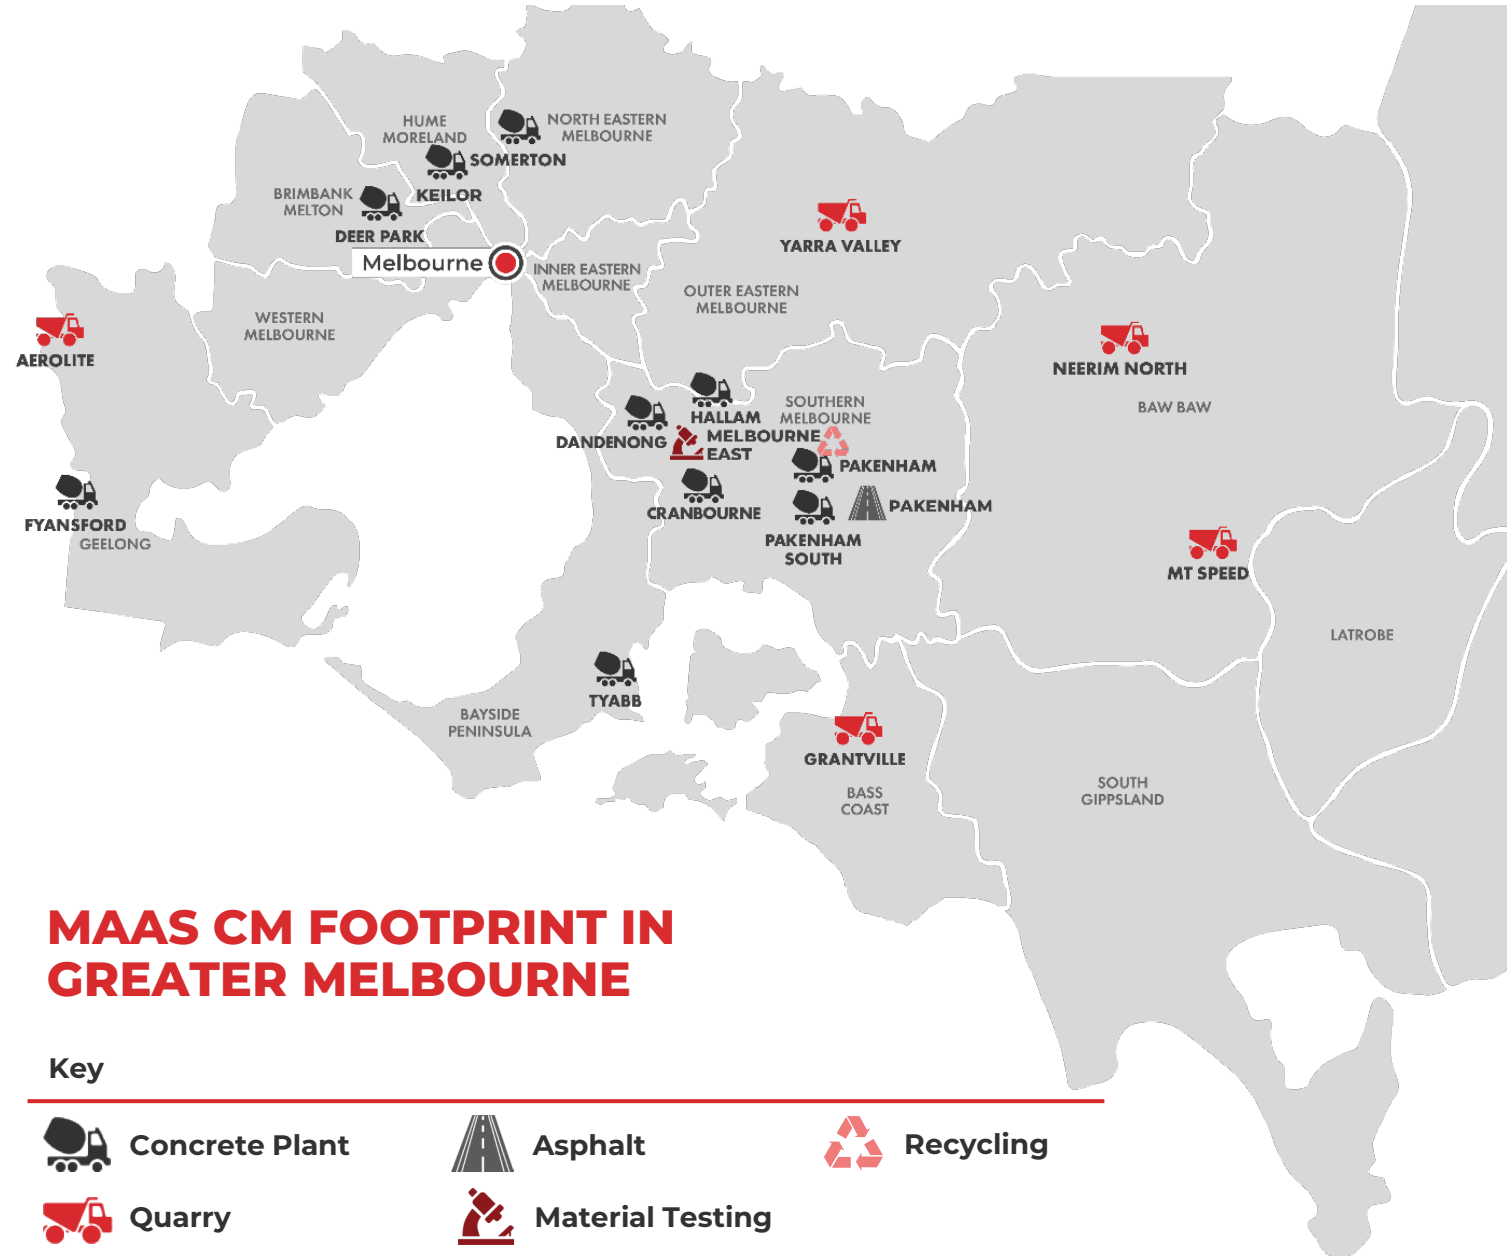 HUME
MORELAND
NORTH EASTERN
MELBOURNE
SOMERTON
KEILOR
BRIMBANK
MELTON
DEER PARK
Melbourne
INNER EASTERN
MELBOURNE
YARRA VALLEY
OUTER EASTERN
MELBOURNE
WESTERN
MELBOURNE
AEROLITE
NEERIM NORTH
BAW BAW
HALLAM
SOUTHERN
MELBOURNE
DANDENONG
MELBOURNE
EAST
PAKENHAM
CRANBOURNE
PAKENHAM
PAKENHAM
SOUTH
FYANSFORD
GEELONG
MT SPEED
LATROBE
TYABB
BAYSIDE
PENINSULA
GRANTVILLE
BASS
COAST
SOUTH
GIPPSLAND
MAAS CM FOOTPRINT IN
GREATER MELBOURNE
Key
Concrete Plant
Asphalt
Recycling
Quarry
Material Testing